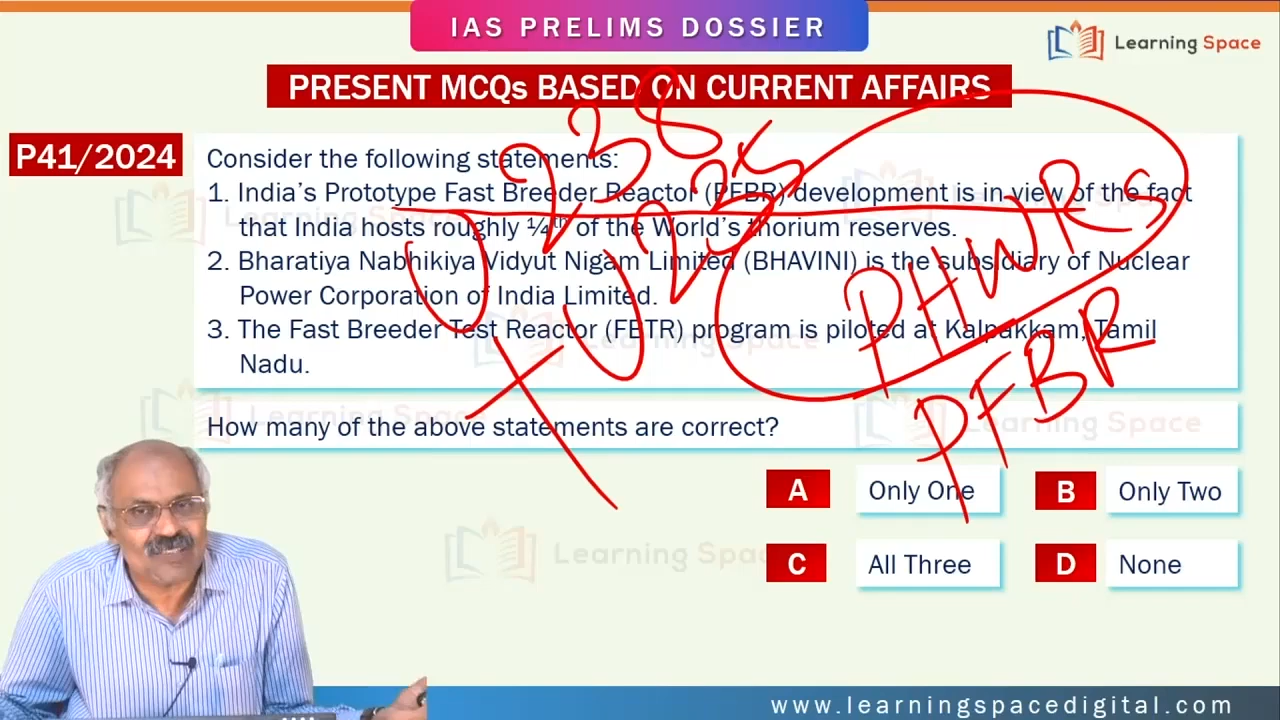 IAS PRELIMS DOSSIER
Learning Space
PRESENT MCQs BASED ON CURRENT AFFAIRS
P41/2024
Consider the following statements:
1. India's Prototype Fast Breeder Reactor (PFBR) development is in view of the fact
that India hosts roughly ¼th of the World's thorium reserves.
2. Bharatiya Nabhikiya Vidyut Nigam Limited (BHAVINI) is the subsidiary of Nuclear
Power Corporation of India Limited.
3. The Fast Breeder Test Reactor (FBTR) program is piloted at Kalpakkam, Tamil
Nadu.
How many of the above statements are correct?
A Only One B Only Two
C All Three D None
U 238
+ U 235
PHWRs
PFBR
Learning Space
www.learningspacedigital.com